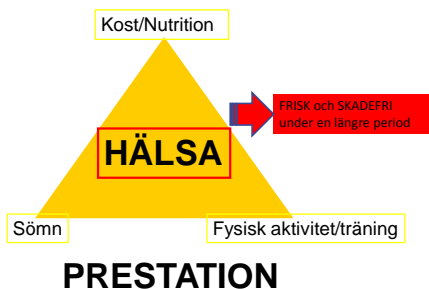 Kost/Nutrition
FRISK och SKADEFRI
under en längre period
HÄLSA
Sömn
Fysisk aktivitet/träning
PRESTATION